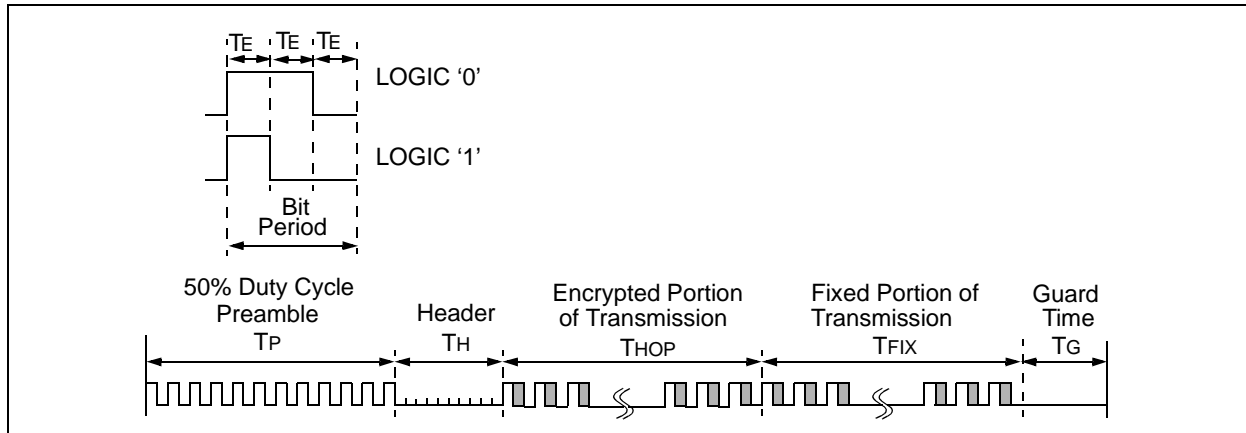 TE TE TE
LOGIC ‘0’
LOGIC ‘1’
Bit
Period
50% Duty Cycle
Preamble
TP
Header
TH
Encrypted Portion
of Transmission
THOP
Fixed Portion of
Transmission
TFIX
Guard
Time
TG